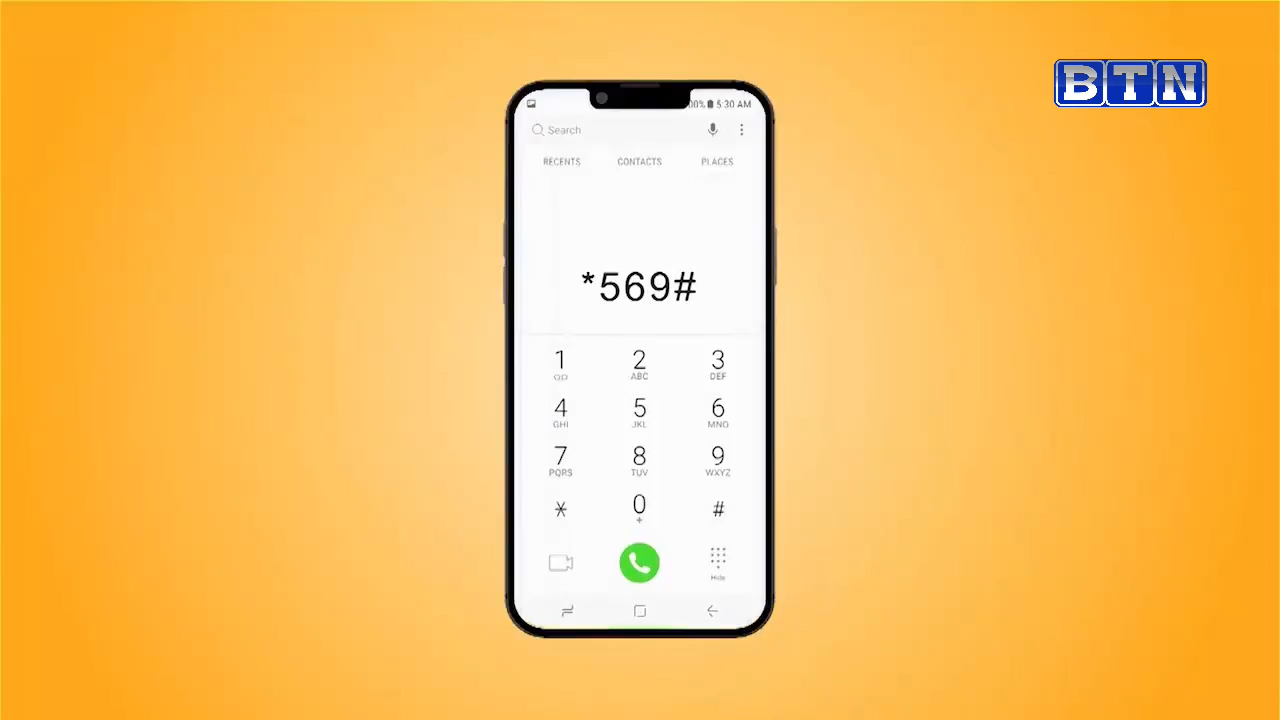 BTN
00% 5:30 AM
Search
RECENTS CONTACTS PLACES
*569#
1 2 3
ABC DEF
4 5 6
GHI JKL MNO
7 8 9
PQRS TUV WXYZ
* 0 #
+
Hide